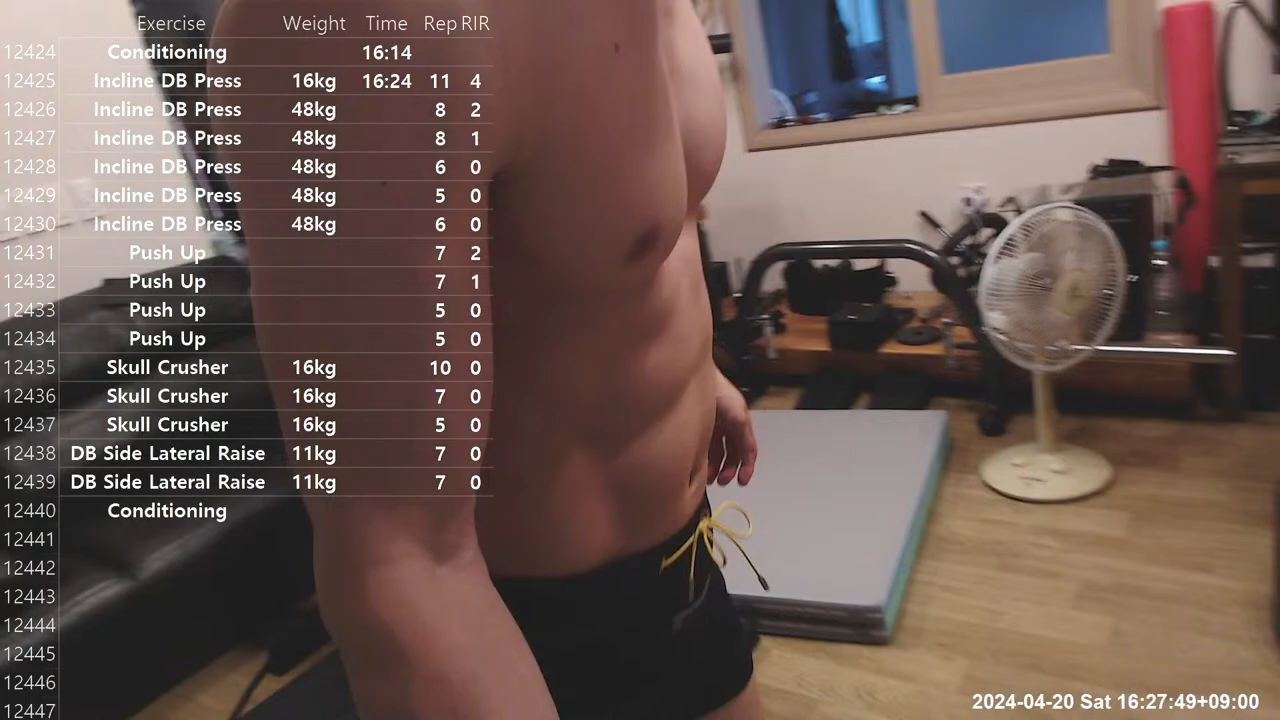 Exercise Weight Time Rep RIR
12424 Conditioning 16:14
12425 Incline DB Press 16kg 16:24 11 4
12426 Incline DB Press 48kg 8 2
12427 Incline DB Press 48kg 8 1
12428 Incline DB Press 48kg 6 0
12429 Incline DB Press 48kg 5 0
12430 Incline DB Press 48kg 6 0
12431 Push Up 7 2
12432 Push Up 7 1
12433 Push Up 5 0
12434 Push Up 5 0
12435 Skull Crusher 16kg 10 0
12436 Skull Crusher 16kg 7 0
12437 Skull Crusher 16kg 5 0
12438 DB Side Lateral Raise 11kg 7 0
12439 DB Side Lateral Raise 11kg 7 0
12440 Conditioning
12441
12442
12443
12444
12445
12446
12447
2024-04-20 Sat 16:27:49+09:00